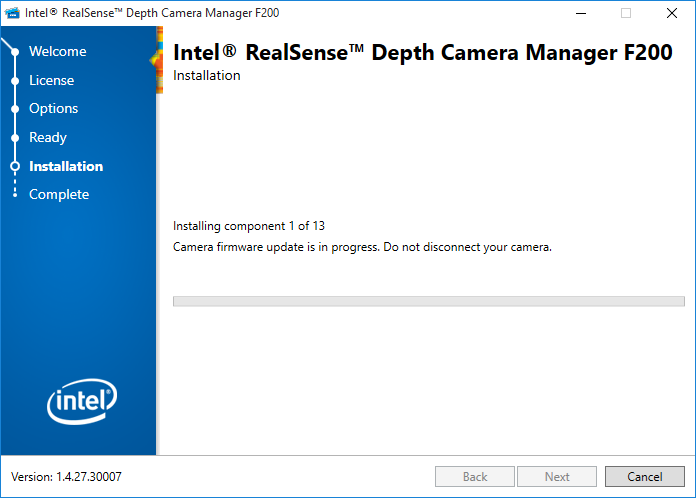 Intel® RealSense™ Depth Camera Manager F200
Welcome
License
Options
Ready
Installation
Complete
intel®
Version: 1.4.27.30007
Intel® RealSense™ Depth Camera Manager F200
Installation
Installing component 1 of 13
Camera firmware update is in progress. Do not disconnect your camera.
Back
Next
Cancel